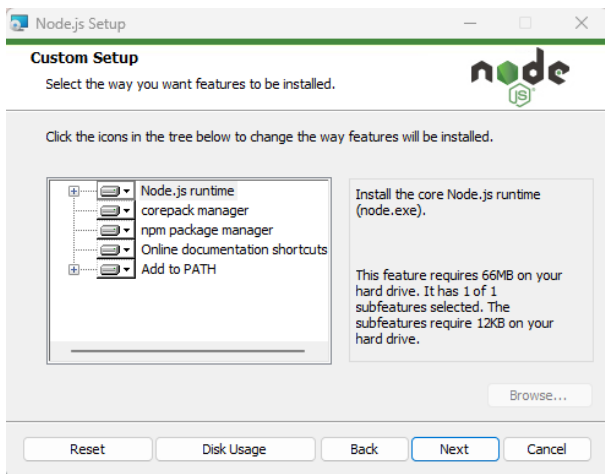 Node.js Setup
Custom Setup
Select the way you want features to be installed.
node
JS
Click the icons in the tree below to change the way features will be installed.
Node.js runtime
corepack manager
npm package manager
Online documentation shortcuts
Add to PATH
Install the core Node.js runtime
(node.exe).
This feature requires 66MB on your
hard drive. It has 1 of 1
subfeatures selected. The
subfeatures require 12KB on your
hard drive.
Browse...
Reset
Disk Usage
Back
Next
Cancel